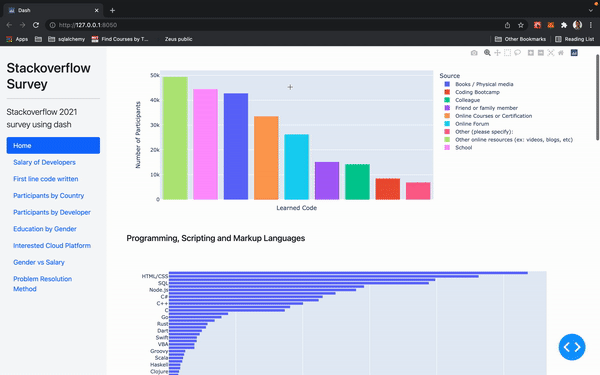 Dash
http://127.0.0.1:8050
Apps
sqlalchemy
Find Courses by T...
Zeus public
Other Bookmarks
Reading List
Stackoverflow
Survey
Stackoverflow 2021
survey using dash
Home
Salary of Developers
First line code written
Participants by Country
Participants by Developer
Education by Gender
Interested Cloud Platform
Gender vs Salary
Problem Resolution
Method
Number of Participants
50k
40k
30k
20k
10k
0
Learned Code
Source
Books / Physical media
Coding Bootcamp
Colleague
Friend or family member
Online Courses or Certification
Online Forum
Other (please specify):
Other online resources (ex: videos, blogs, etc)
School
Programming, Scripting and Markup Languages
HTML/CSS
SQL
Node.js
C#
C++
C
Go
Rust
Dart
Swift
VBA
Groovy
Scala
Haskell
Clojure